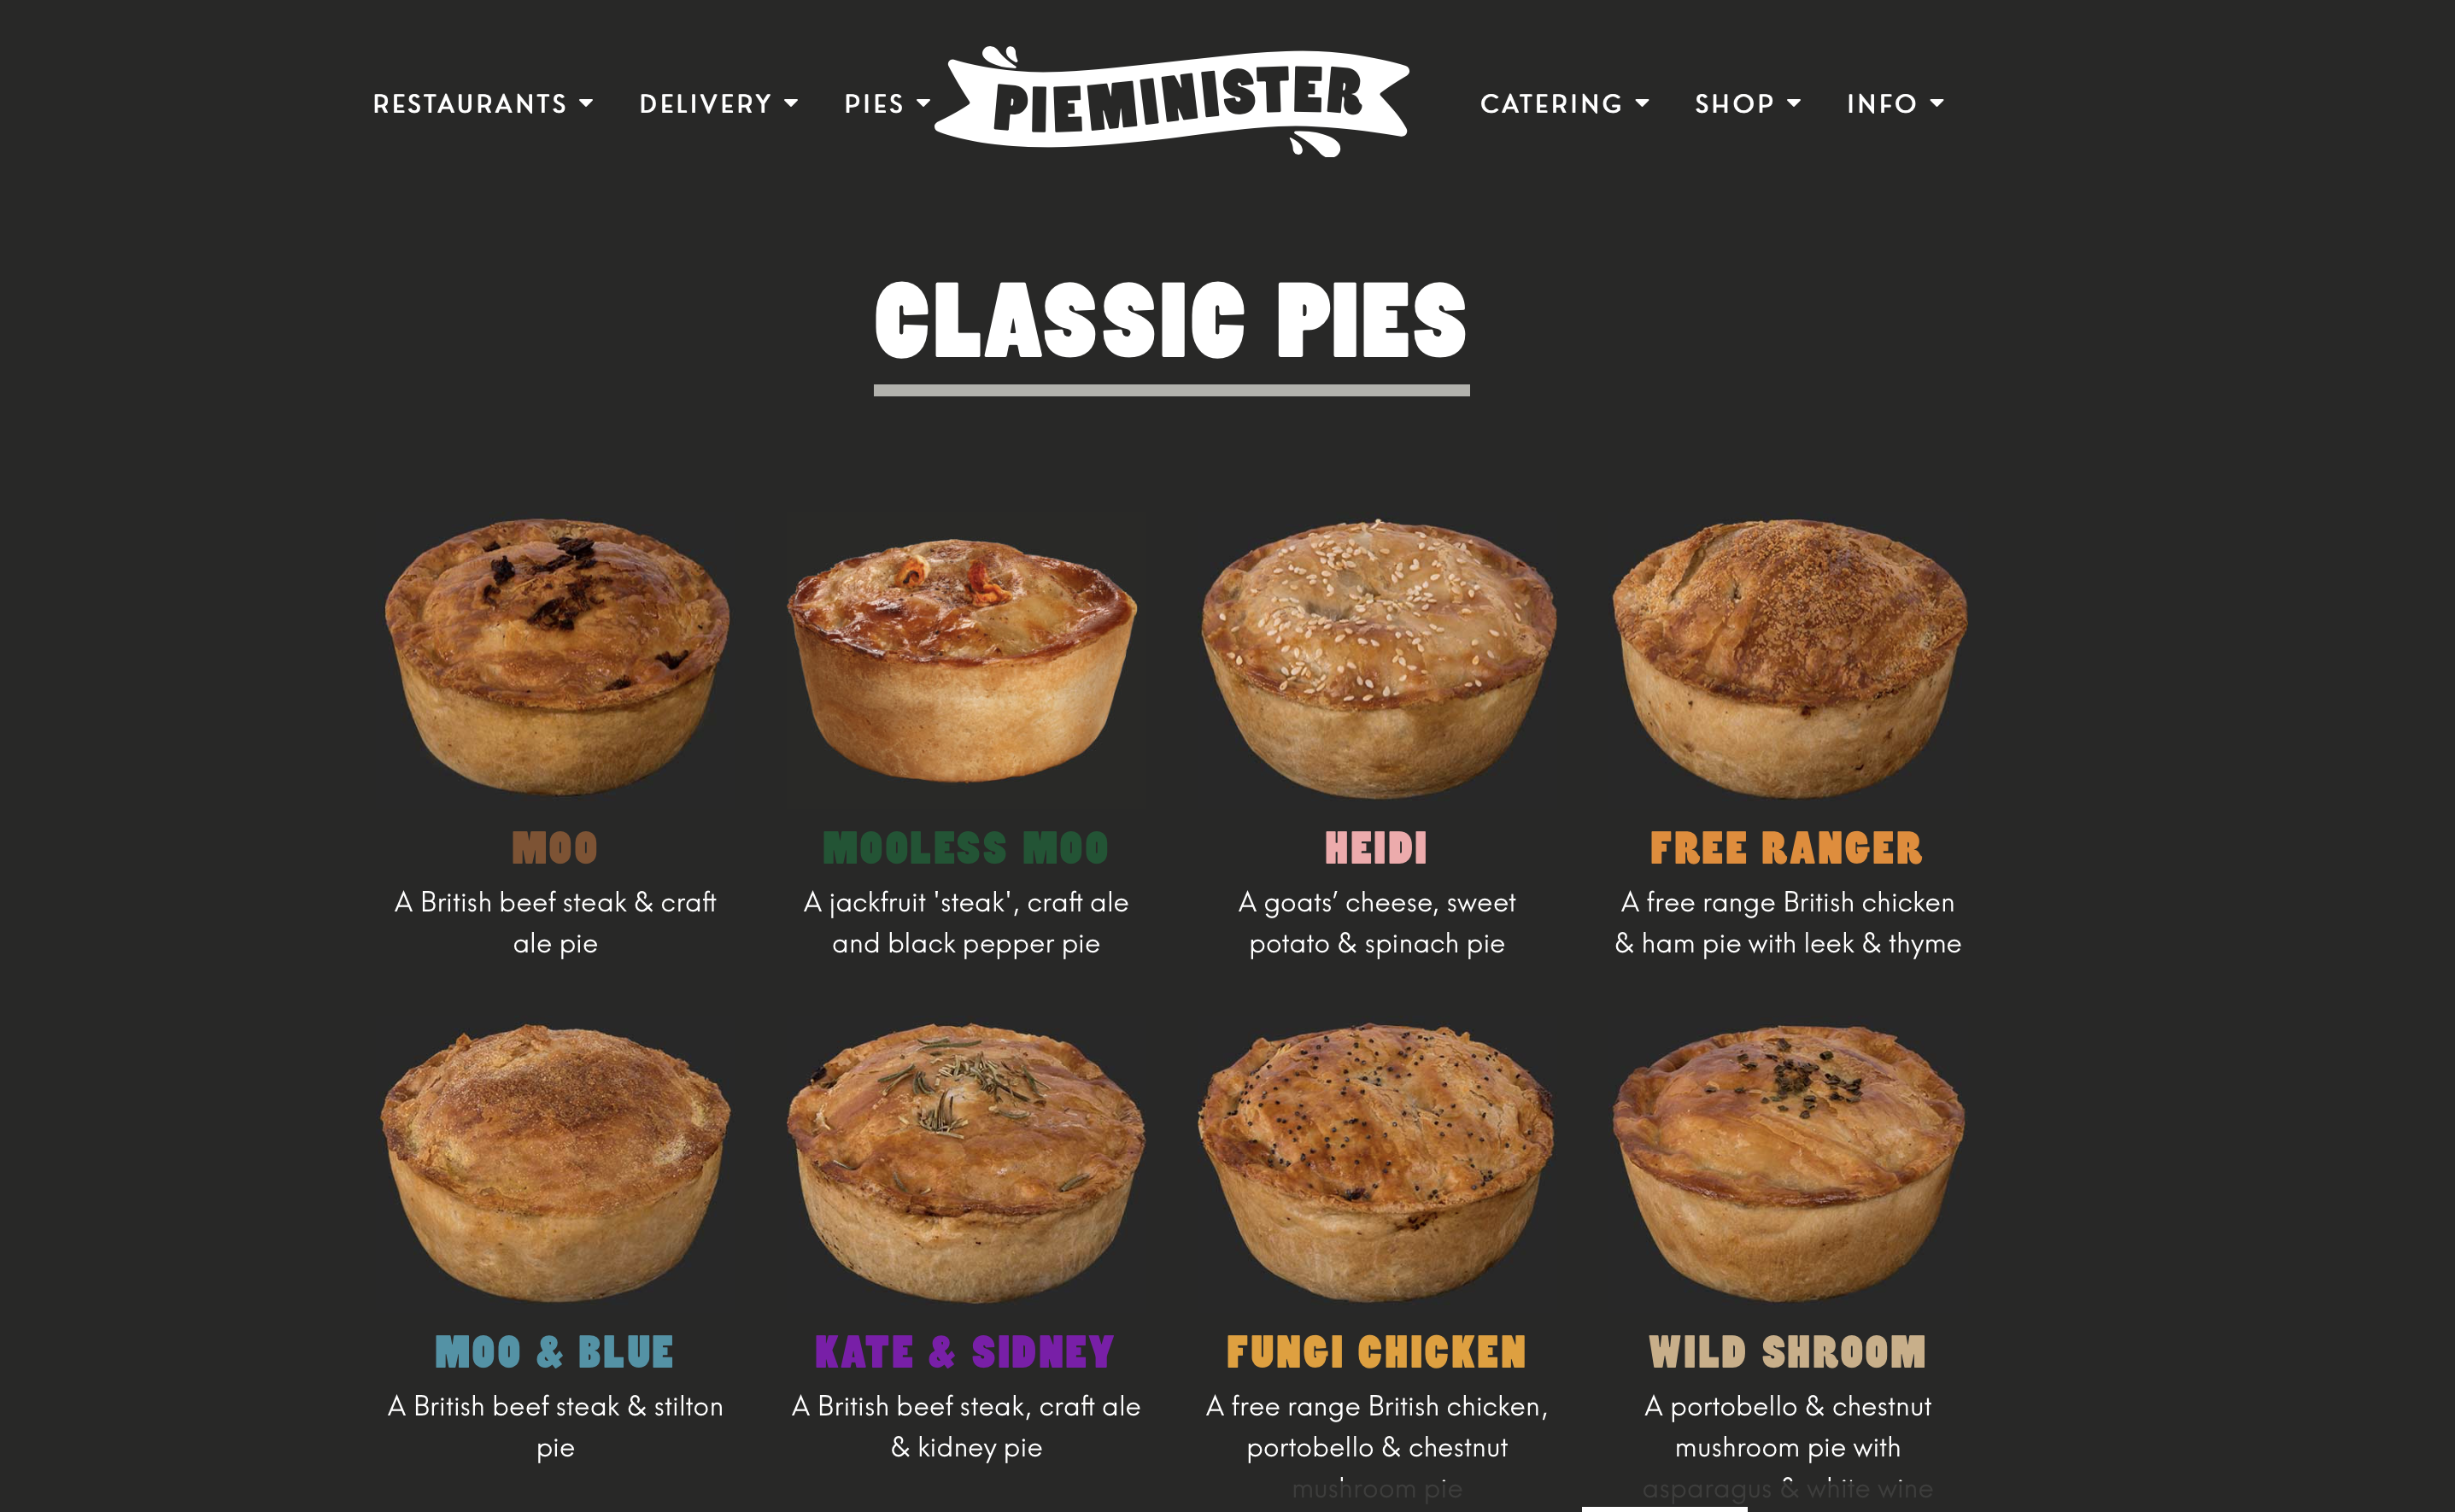 RESTAURANTS DELIVERY PIES PIEMINISTER CATERING SHOP INFO
CLASSIC PIES
MOO
A British beef steak & craft
ale pie
MOOLESS MOO
A jackfruit 'steak', craft ale
and black pepper pie
HEIDI
A goats’ cheese, sweet
potato & spinach pie
FREE RANGER
A free range British chicken
& ham pie with leek & thyme
MOO & BLUE
A British beef steak & stilton
pie
KATE & SIDNEY
A British beef steak, craft ale
& kidney pie
FUNGI CHICKEN
A free range British chicken,
portobello & chestnut
mushroom pie
WILD SHROOM
A portobello & chestnut
mushroom pie with
asparagus & white wine